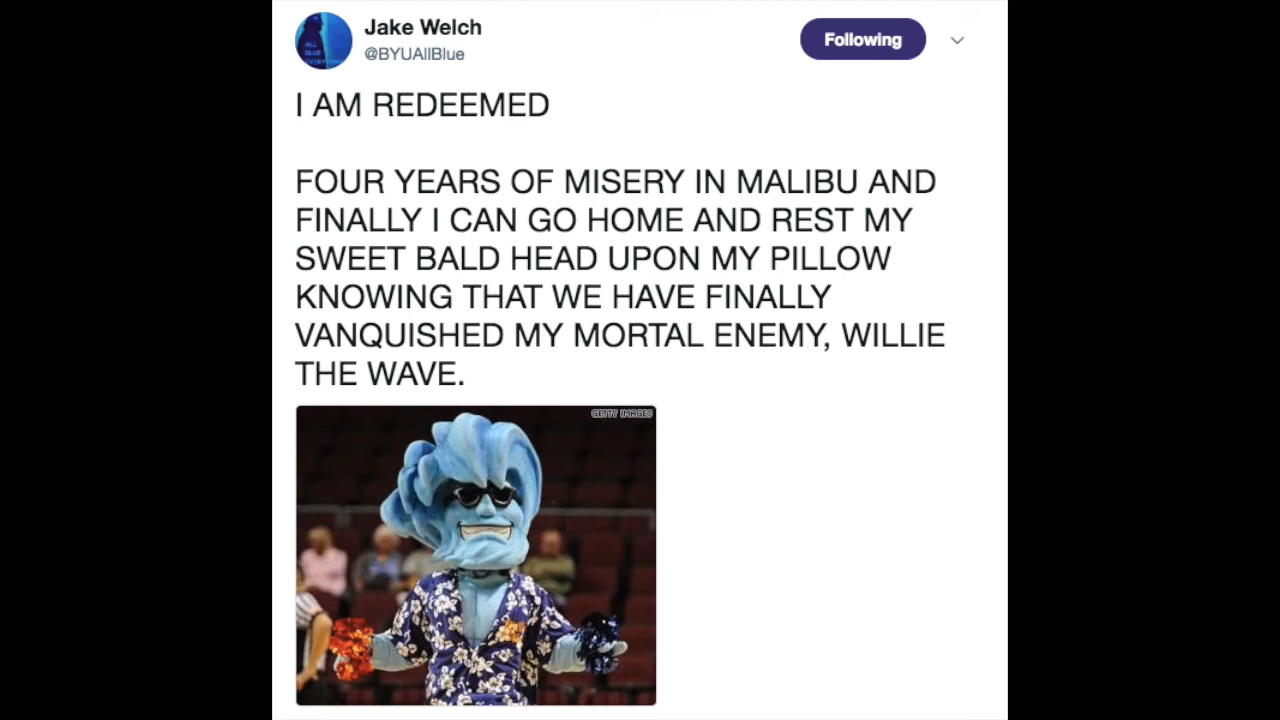 Jake Welch
Following
@BYUAllBlue
I AM REDEEMED
FOUR YEARS OF MISERY IN MALIBU AND
FINALLY I CAN GO HOME AND REST MY
SWEET BALD HEAD UPON MY PILLOW
KNOWING THAT WE HAVE FINALLY
VANQUISHED MY MORTAL ENEMY, WILLIE
THE WAVE.
GETTY IMAGES